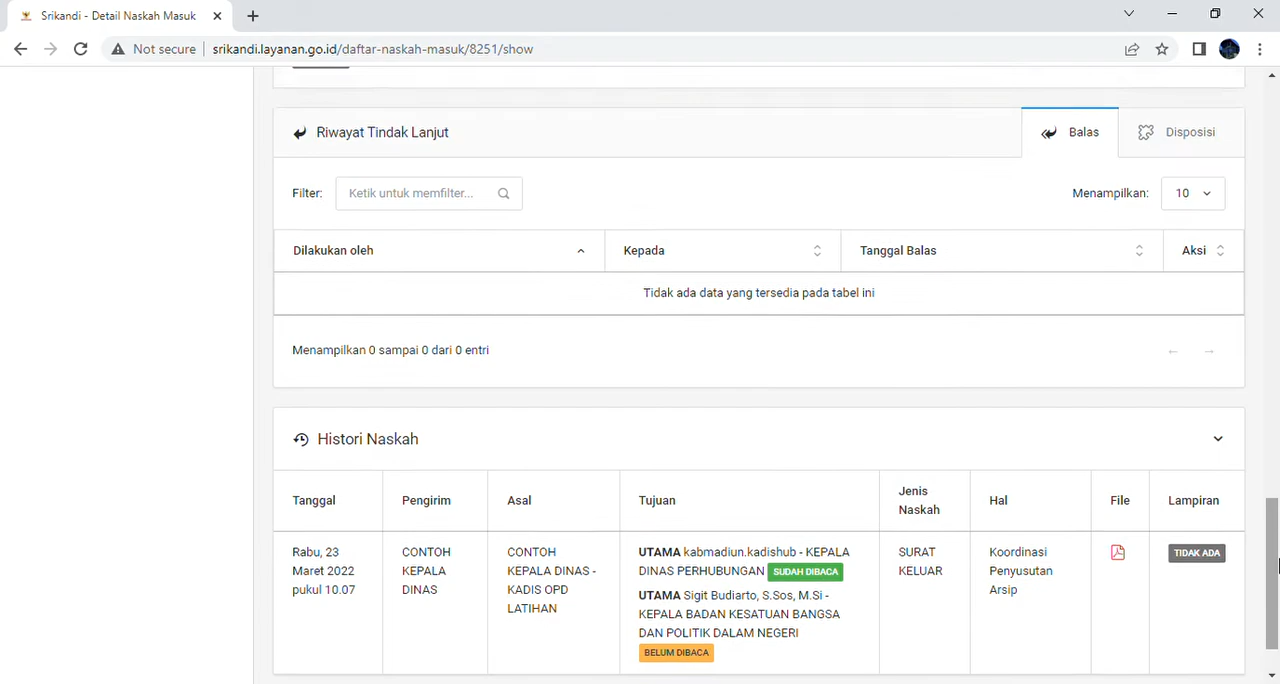 Srikandi - Detail Naskah Masuk
Not secure
srikandi.layanan.go.id/daftar-naskah-masuk/8251/show
Riwayat Tindak Lanjut
Balas
Disposisi
Filter:
Ketik untuk memfilter...
Menampilkan:
10
Dilakukan oleh
Kepada
Tanggal Balas
Aksi
Tidak ada data yang tersedia pada tabel ini
Menampilkan 0 sampai 0 dari 0 entri
Histori Naskah
Tanggal
Pengirim
Asal
Tujuan
Jenis
Naskah
Hal
File
Lampiran
Rabu, 23
Maret 2022
pukul 10.07
CONTOH
KEPALA
DINAS
CONTOH
KEPALA DINAS -
KADIS OPD
LATIHAN
UTAMA kabmadiun.kadishub - KEPALA
DINAS PERHUBUNGAN SUDAH DIBACA
UTAMA Sigit Budiarto, S.Sos, M.Si -
KEPALA BADAN KESATUAN BANGSA
DAN POLITIK DALAM NEGERI
BELUM DIBACA
SURAT
KELUAR
Koordinasi
Penyusutan
Arsip
TIDAK ADA